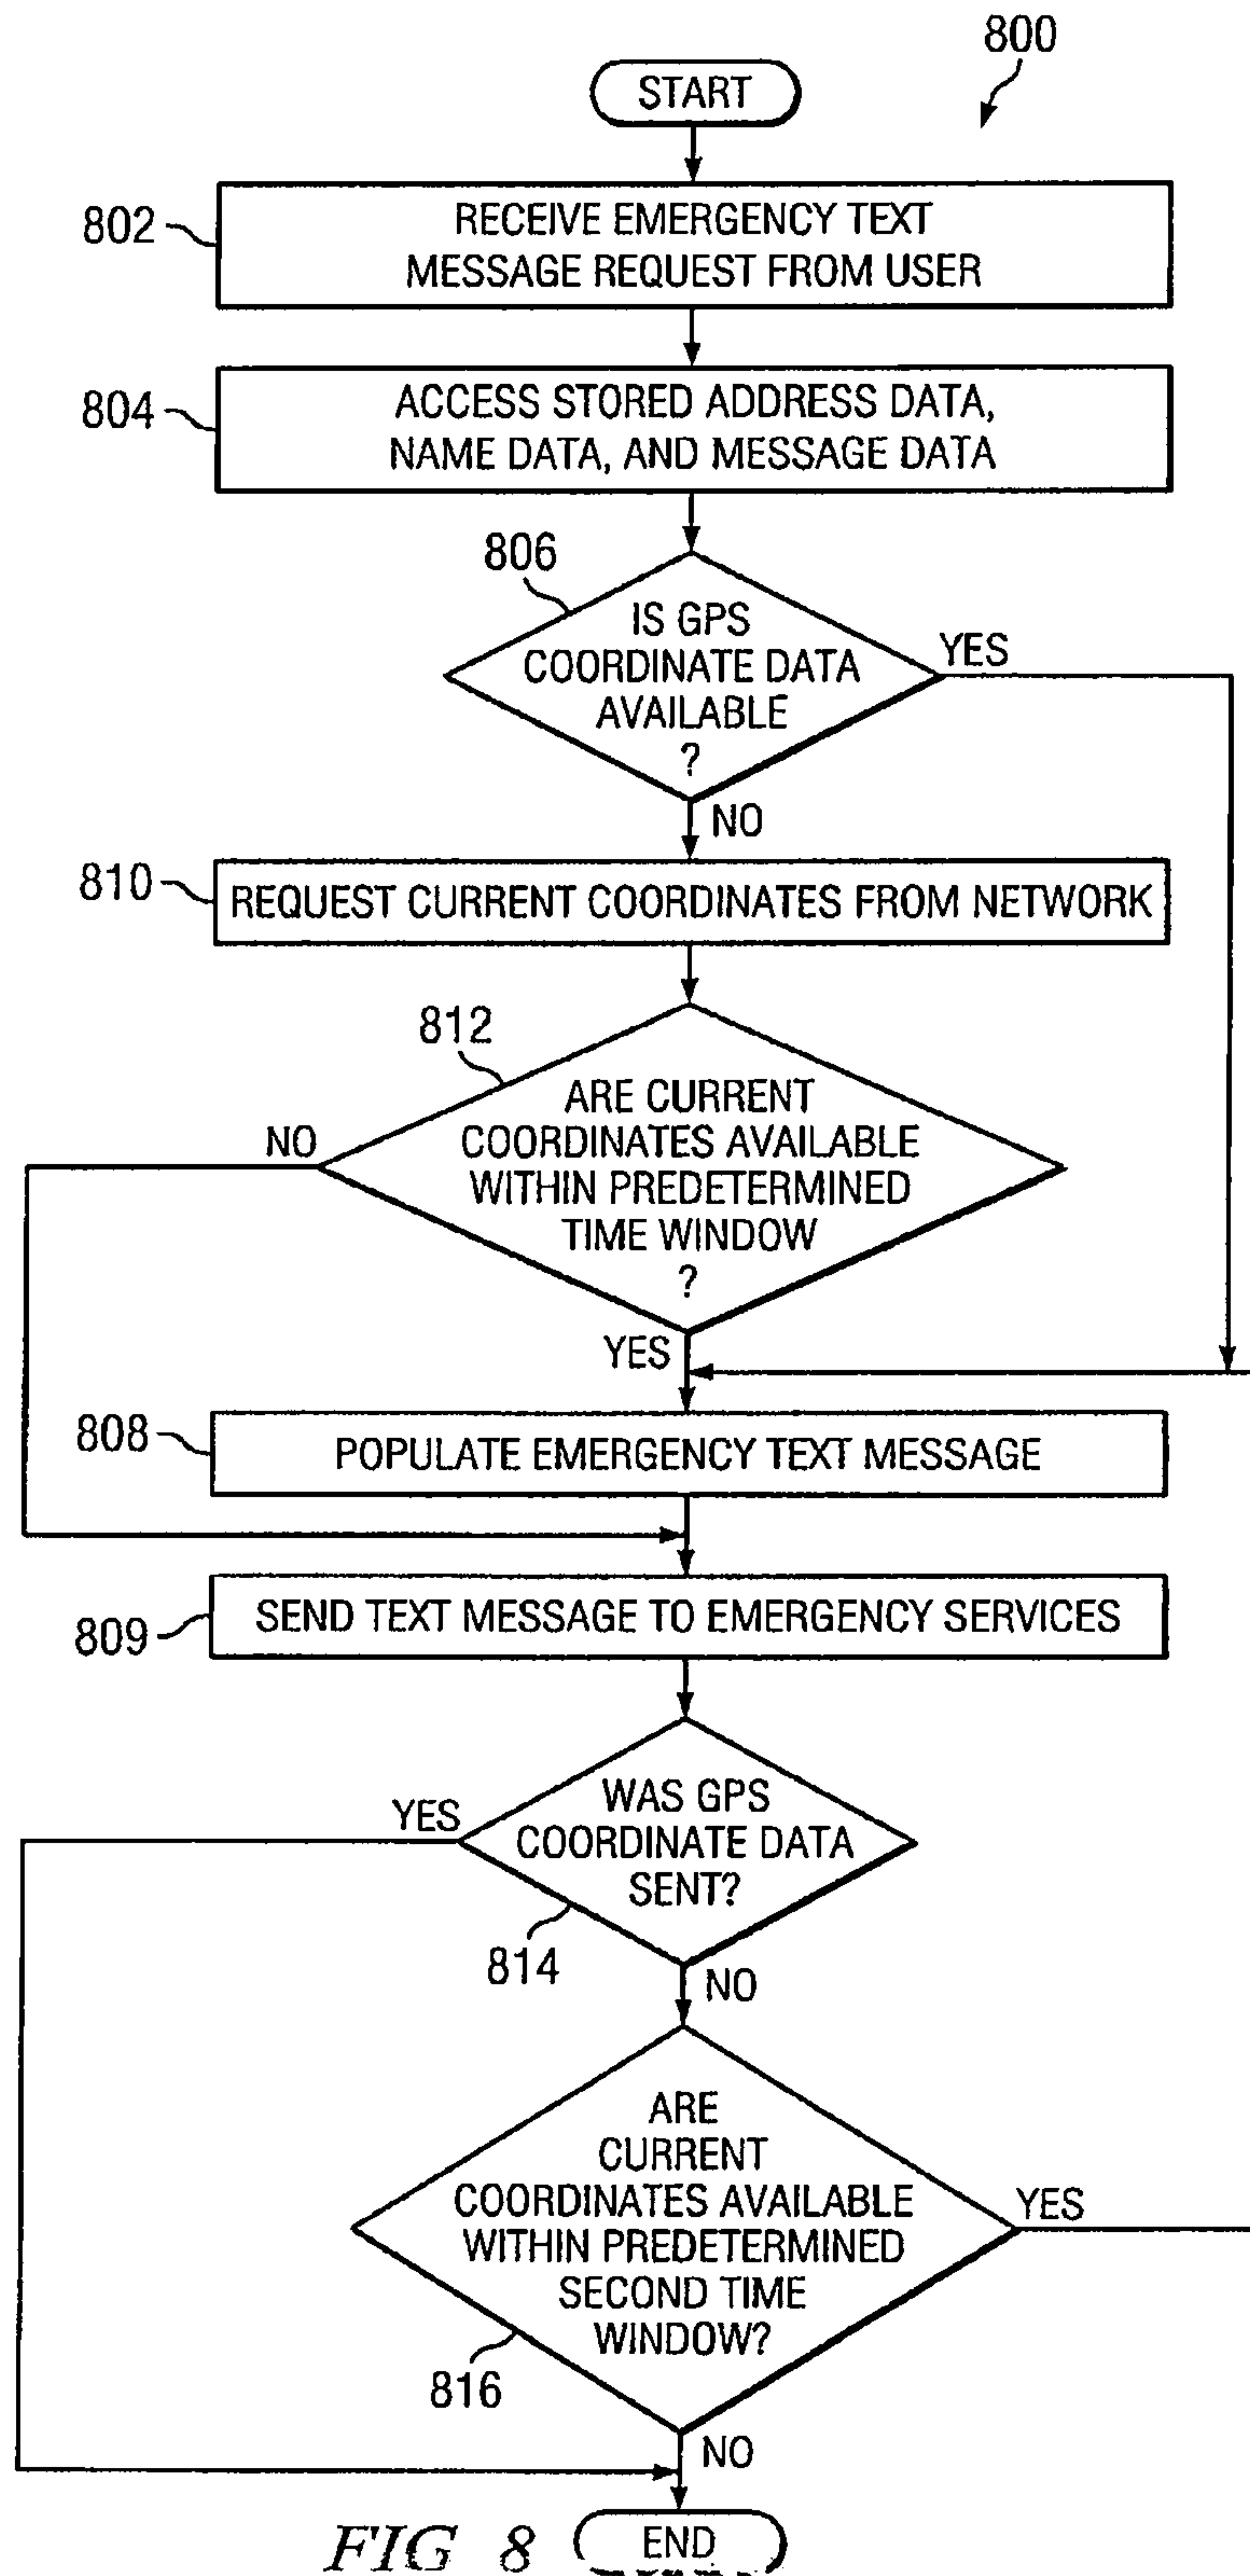 800
START
802
RECEIVE EMERGENCY TEXT
MESSAGE REQUEST FROM USER
804
ACCESS STORED ADDRESS DATA,
NAME DATA, AND MESSAGE DATA
806
IS GPS
COORDINATE DATA
AVAILABLE
?
YES
NO
810
REQUEST CURRENT COORDINATES FROM NETWORK
812
ARE CURRENT
COORDINATES AVAILABLE
WITHIN PREDETERMINED
TIME WINDOW
?
NO
YES
808
POPULATE EMERGENCY TEXT MESSAGE
809
SEND TEXT MESSAGE TO EMERGENCY SERVICES
WAS GPS
COORDINATE DATA
SENT?
YES
814
NO
ARE
CURRENT
COORDINATES AVAILABLE
WITHIN PREDETERMINED
SECOND TIME
WINDOW?
YES
816
NO
END
FIG 8